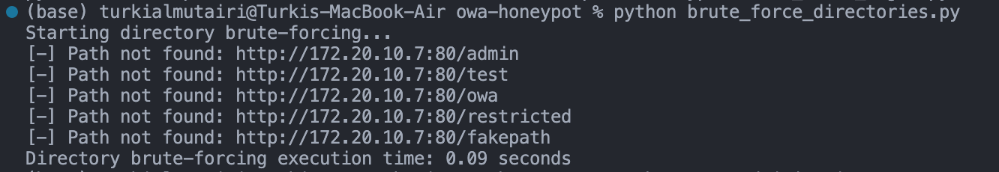 (base) turkialmutairi@Turkis-MacBook-Air owa-honeypot % python brute_force_directories.py
Starting directory brute-forcing...
[-] Path not found: http://172.20.10.7:80/admin
[-] Path not found: http://172.20.10.7:80/test
[-] Path not found: http://172.20.10.7:80/owa
[-] Path not found: http://172.20.10.7:80/restricted
[-] Path not found: http://172.20.10.7:80/fakepath
Directory brute-forcing execution time: 0.09 seconds